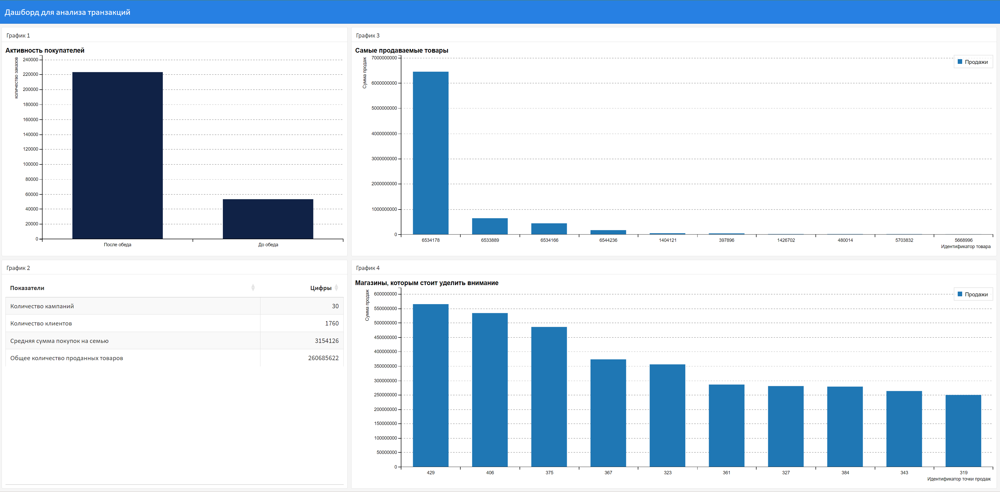 Дашборд для анализа транзакций
График 1
Активность покупателей
количество заказов
240000
220000
200000
180000
160000
140000
120000
100000
80000
60000
40000
20000
0
После обеда До обеда
График 3
Самые продаваемые товары
Сумма продаж
Продажи
7000000000
6000000000
5000000000
4000000000
3000000000
2000000000
1000000000
0
6534178 6533889 6534166 6544236 1404121 397896 1426702 480014 5703832 5668996
Идентификатор товара
График 2
Показатели Цифры
Количество кампаний 30
Количество клиентов 1760
Средняя сумма покупок на семью 3154126
Общее количество проданных товаров 260685622
График 4
Магазины, которым стоит уделить внимание
Сумма продаж
Продажи
600000000
550000000
500000000
450000000
400000000
350000000
300000000
250000000
200000000
150000000
100000000
50000000
0
429 406 375 367 323 361 327 384 343 319
Идентификатор точки продаж